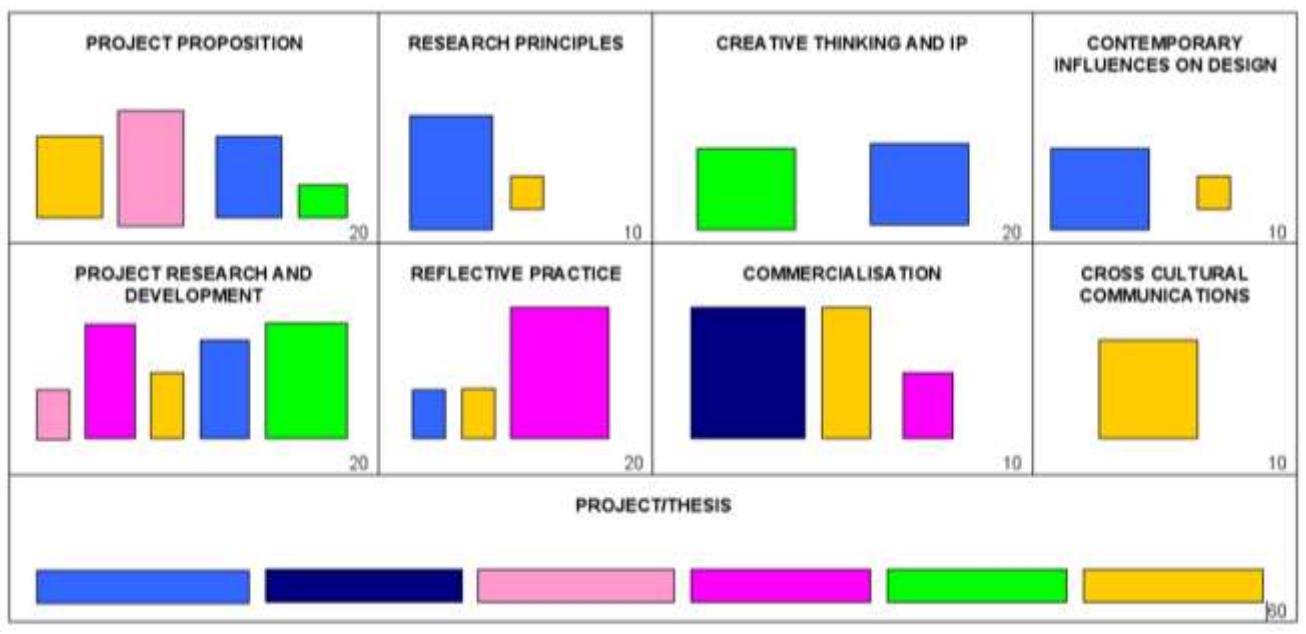 PROJECT PROPOSITION
20
RESEARCH PRINCIPLES
10
CREATIVE THINKING AND IP
20
CONTEMPORARY
INFLUENCES ON DESIGN
10
PROJECT RESEARCH AND
DEVELOPMENT
20
REFLECTIVE PRACTICE
20
COMMERCIALISATION
10
CROSS CULTURAL
COMMUNICATIONS
10
PROJECT/THESIS
60